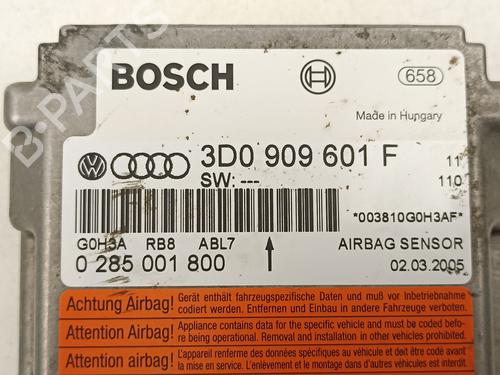 BOSCH
658
Made in Hungary
3D0 909 601 F
11
SW: ---
110
*003810G0H3AF*
G0H3A RB8 ABL7
AIRBAG SENSOR
0 285 001 800
02.03.2005
Achtung Airbag!
Gerät enthält fahrzeugspezifische Daten und muß vor Inbetriebnahme
codiert werden. Entfernen und Einbau in andere Fahrzeuge verboten.
Attention Airbag!
Appliance contains data for the specific vehicle and must be coded before
being operational. Removal and installation in other vehicles prohibited.
Attention airbag!
L'appareil renferme des données spécifiques au véhicule et doit être codé
avant la mise en service. L'enlèvement et le montage dans d'autres véhicules sont interdits.
B-PARTS